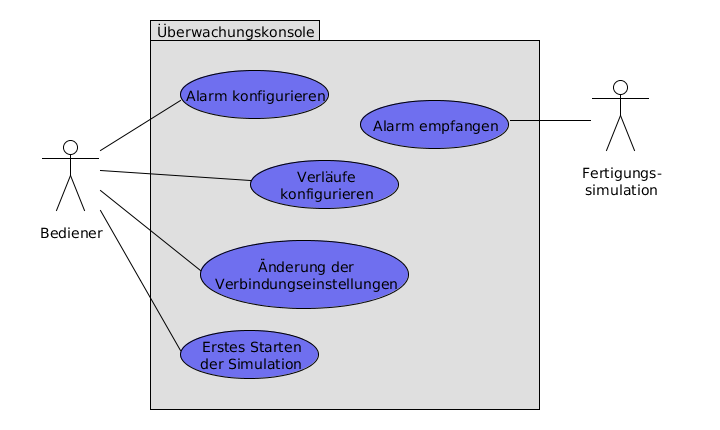 Überwachungskonsole
Alarm konfigurieren
Alarm empfangen
Verläufe
konfigurieren
Fertigungs-
simulation
Bediener
Änderung der
Verbindungseinstellungen
Erstes Starten
der Simulation